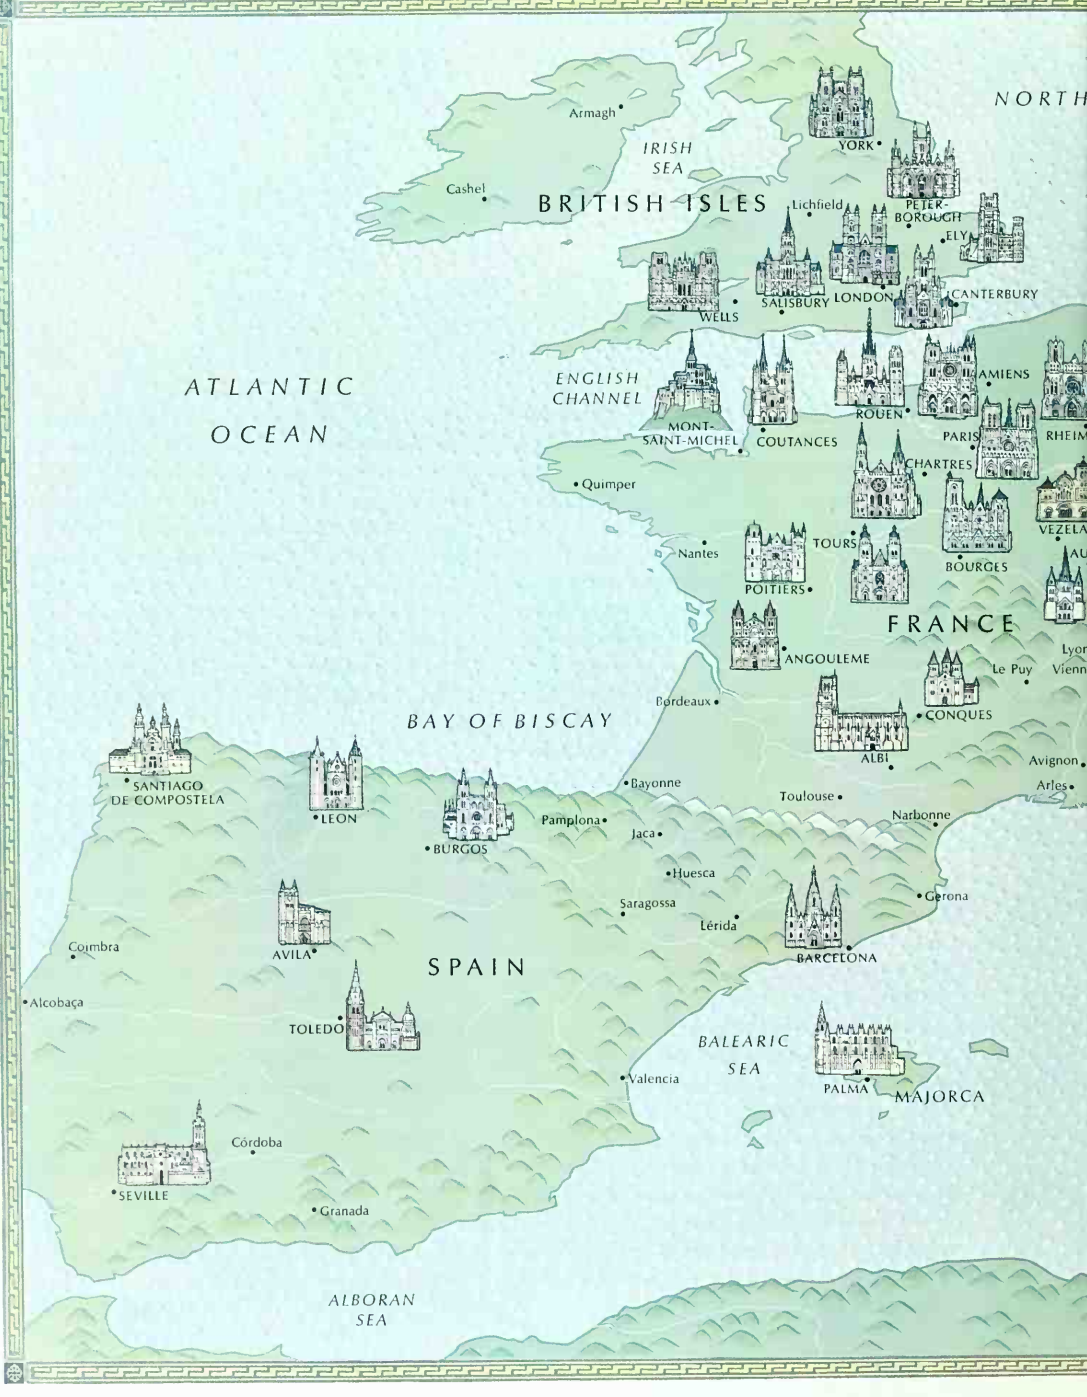 NORTH
Armagh
IRISH
SEA
YORK
Cashel
BRITISH ISLES
Lichfield
PETER-
BOROUGH
ELY
WELLS
SALISBURY
LONDON
CANTERBURY
ATLANTIC
OCEAN
ENGLISH
CHANNEL
MONT-
SAINT-MICHEL
COUTANCES
ROUEN
AMIENS
PARIS
RHEIM
CHARTRES
Quimper
Nantes
TOURS
VEZELA
BOURGES
AU
POITIERS
FRANCE
ANGOULEME
Lyon
Le Puy
Vienn
Bordeaux
CONQUES
BAY OF BISCAY
ALBI
Avignon
SANTIAGO
DE COMPOSTELA
Bayonne
Toulouse
Arles
LEON
Pamplona
Narbonne
BURGOS
Jaca
Huesca
Saragossa
Gerona
Lérida
Coimbra
AVILA
BARCELONA
SPAIN
Alcobaça
TOLEDO
BALEARIC
SEA
Valencia
PALMA
MAJORCA
Córdoba
SEVILLE
Granada
ALBORAN
SEA